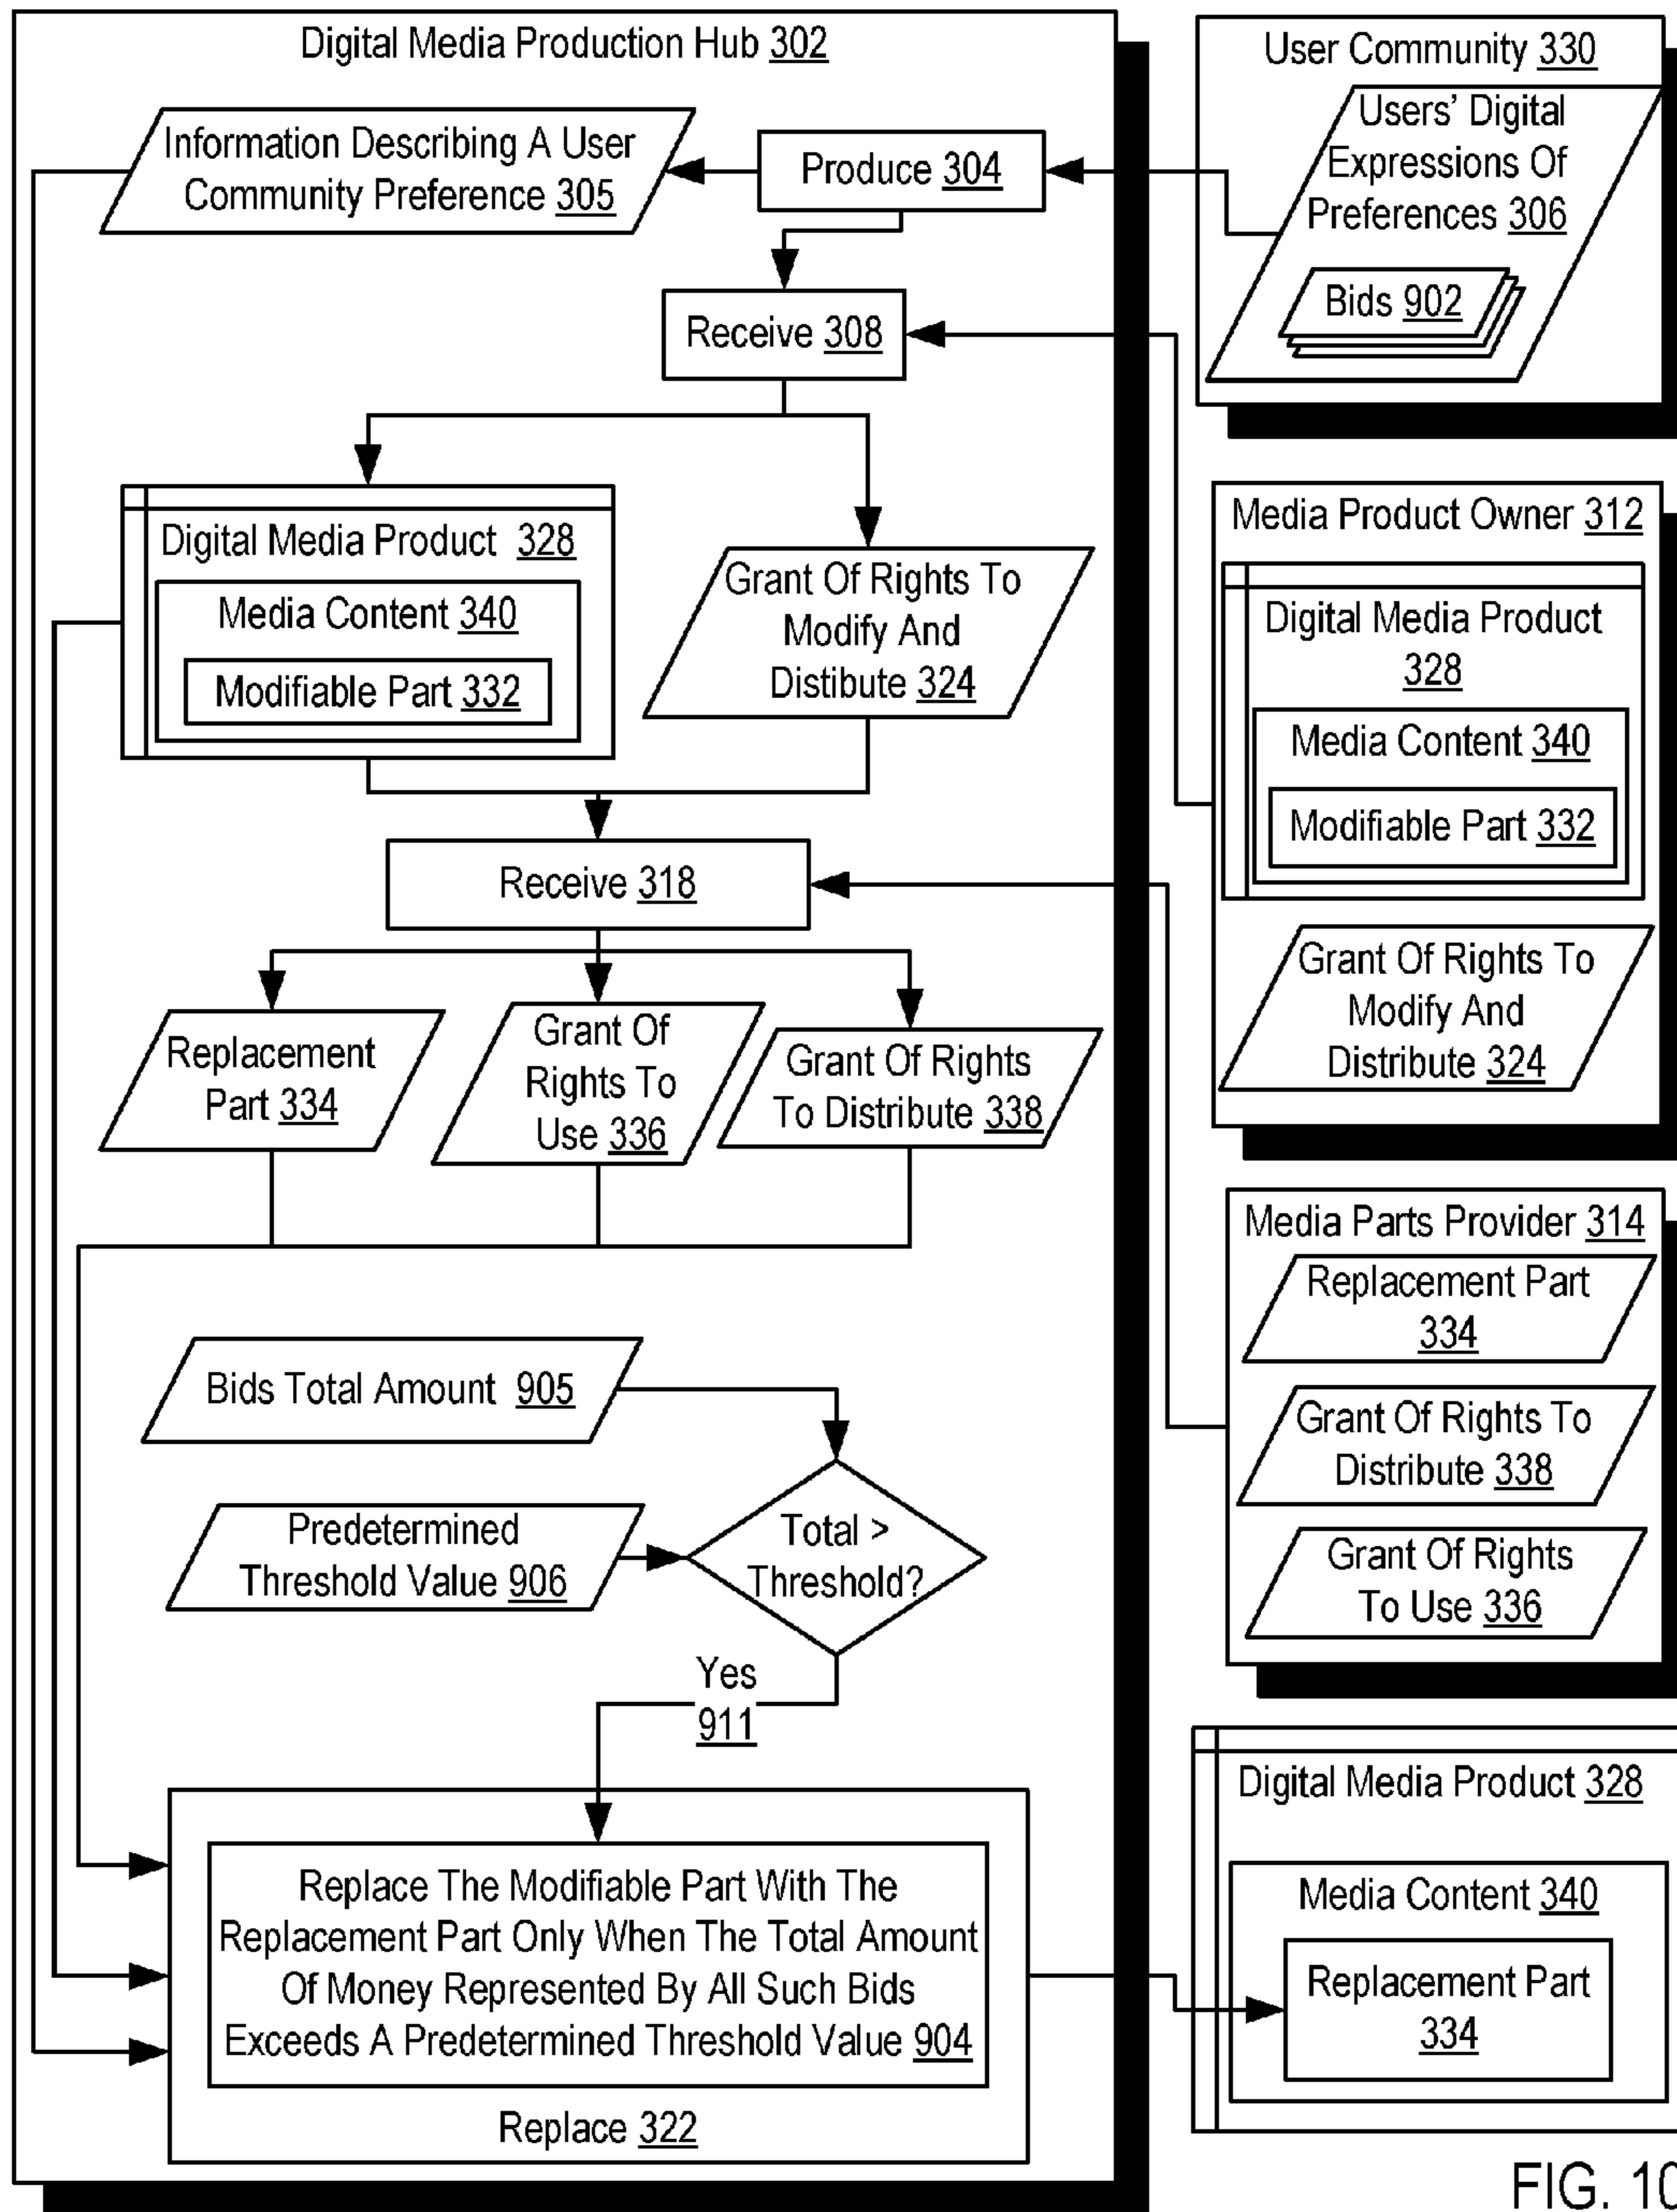 Digital Media Production Hub 302
Information Describing A User
Community Preference 305
Produce 304
Receive 308
Digital Media Product 328
Media Content 340
Modifiable Part 332
Grant Of Rights To
Modify And
Distibute 324
Receive 318
Replacement
Part 334
Grant Of
Rights To
Use 336
Grant Of Rights
To Distribute 338
Bids Total Amount 905
Predetermined
Threshold Value 906
Total >
Threshold?
Yes
911
Replace The Modifiable Part With The
Replacement Part Only When The Total Amount
Of Money Represented By All Such Bids
Exceeds A Predetermined Threshold Value 904
Replace 322
User Community 330
Users' Digital
Expressions Of
Preferences 306
Bids 902
Media Product Owner 312
Digital Media Product
328
Media Content 340
Modifiable Part 332
Grant Of Rights To
Modify And
Distribute 324
Media Parts Provider 314
Replacement Part
334
Grant Of Rights To
Distribute 338
Grant Of Rights
To Use 336
Digital Media Product 328
Media Content 340
Replacement Part
334
FIG. 10